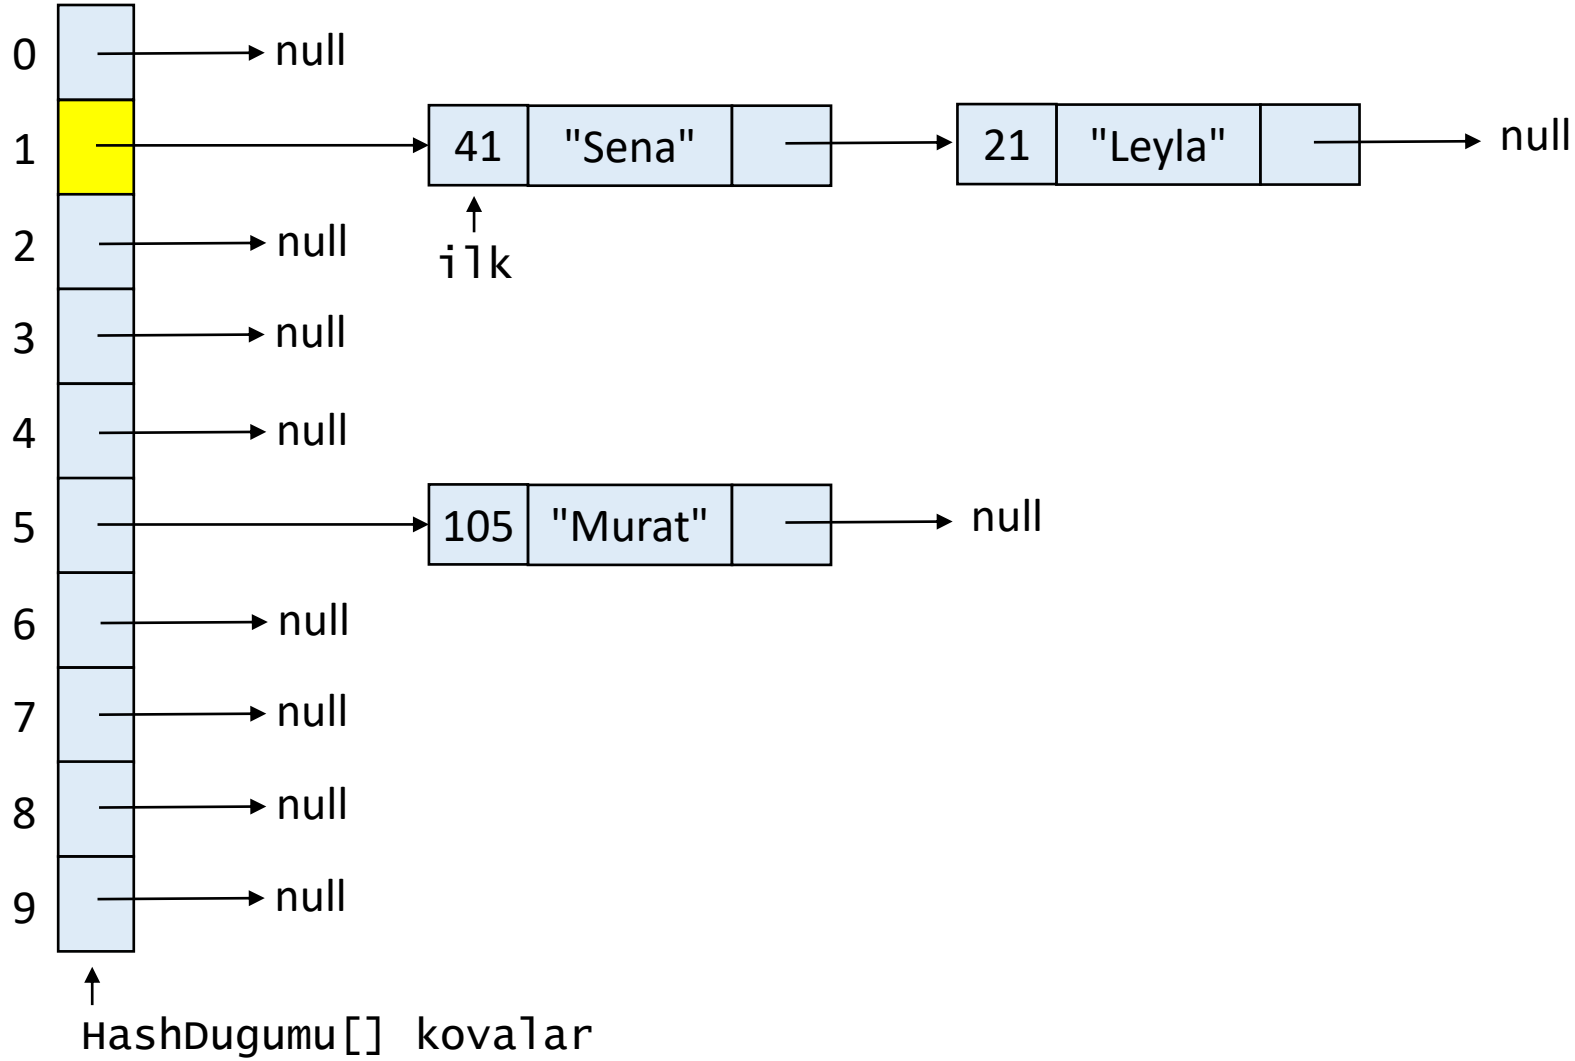 0 null
1 41 "Sena" 21 "Leyla" null
ilk
2 null
3 null
4 null
5 105 "Murat" null
6 null
7 null
8 null
9 null
HashDugumu[] kovalar